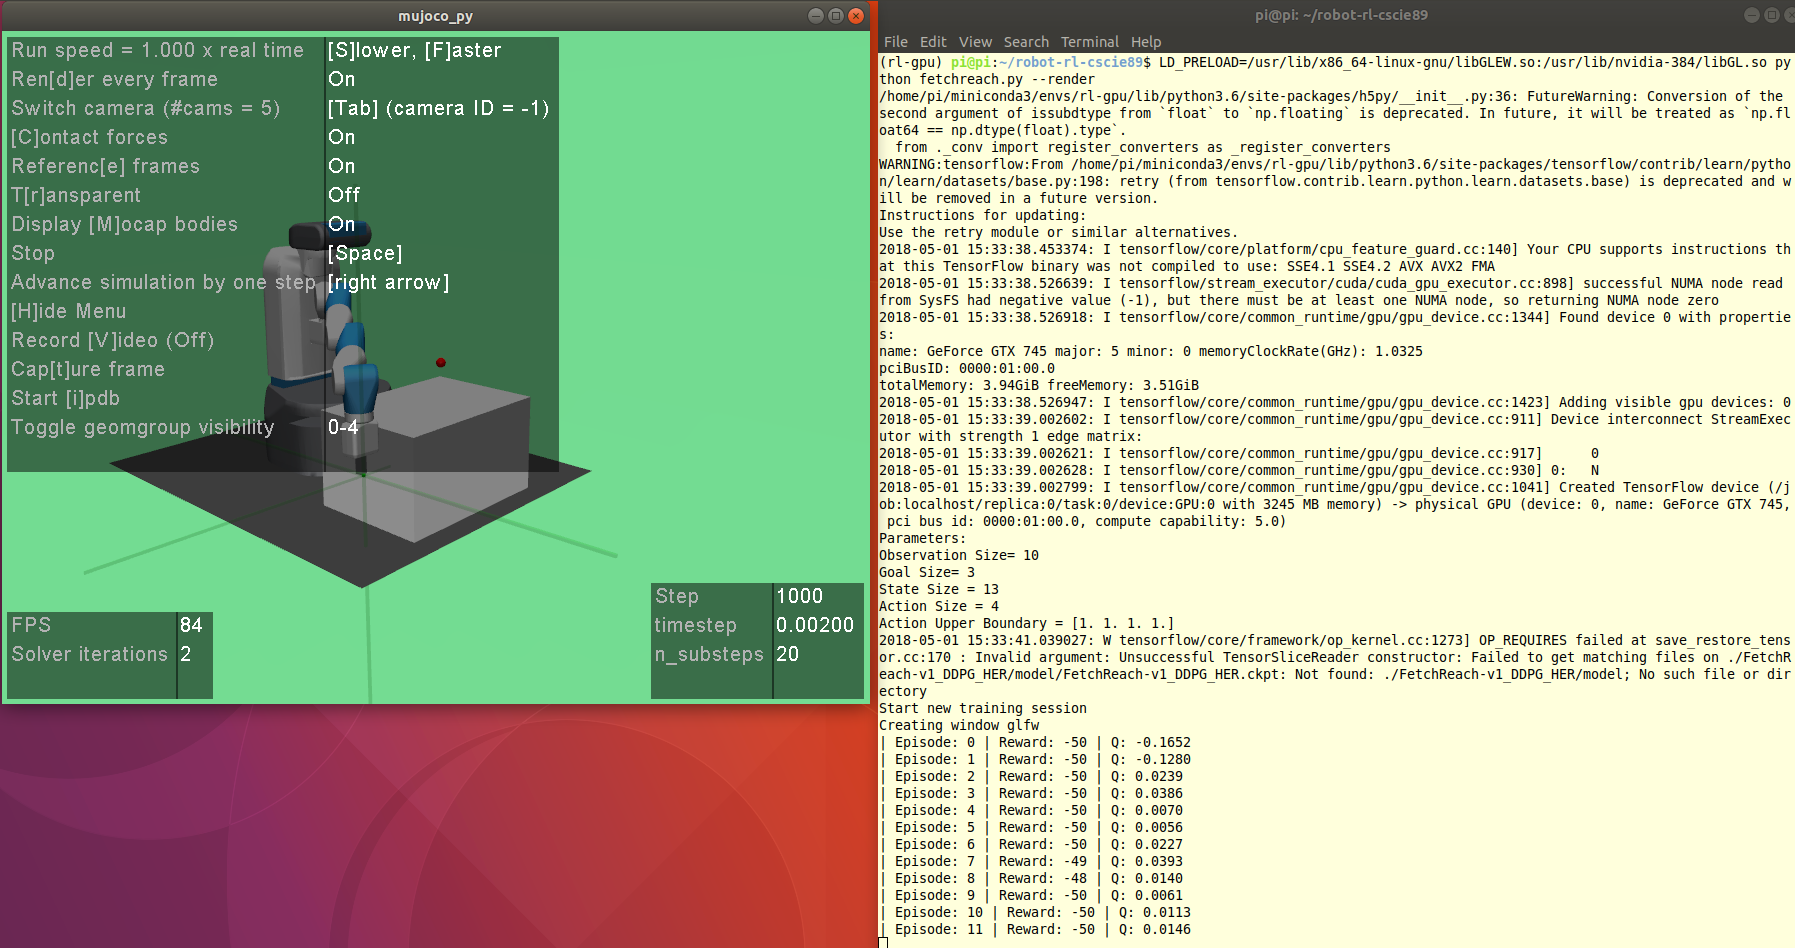 mujoco_py
Run speed = 1.000 x real time [S]lower, [F]aster
Ren[d]er every frame On
Switch camera (#cams = 5) [Tab] (camera ID = -1)
[C]ontact forces On
Referenc[e] frames On
T[r]ansparent Off
Display [M]ocap bodies On
Stop [Space]
Advance simulation by one step [right arrow]
[H]ide Menu
Record [V]ideo (Off)
Cap[t]ure frame
Start [i]pdb
Toggle geomgroup visibility 0-4
FPS 84
Solver iterations 2
Step 1000
timestep 0.00200
n_substeps 20
pi@pi: ~/robot-rl-cscie89
File Edit View Search Terminal Help
(rl-gpu) pi@pi:~/robot-rl-cscie89$ LD_PRELOAD=/usr/lib/x86_64-linux-gnu/libGLEW.so:/usr/lib/nvidia-384/libGL.so py
thon fetchreach.py --render
/home/pi/miniconda3/envs/rl-gpu/lib/python3.6/site-packages/h5py/__init__.py:36: FutureWarning: Conversion of the
second argument of issubdtype from `float` to `np.floating` is deprecated. In future, it will be treated as `np.fl
oat64 == np.dtype(float).type`.
from ._conv import register_converters as _register_converters
WARNING:tensorflow:From /home/pi/miniconda3/envs/rl-gpu/lib/python3.6/site-packages/tensorflow/contrib/learn/pytho
n/learn/datasets/base.py:198: retry (from tensorflow.contrib.learn.python.learn.datasets.base) is deprecated and w
ill be removed in a future version.
Instructions for updating:
Use the retry module or similar alternatives.
2018-05-01 15:33:38.453374: I tensorflow/core/platform/cpu_feature_guard.cc:140] Your CPU supports instructions th
at this TensorFlow binary was not compiled to use: SSE4.1 SSE4.2 AVX AVX2 FMA
2018-05-01 15:33:38.526639: I tensorflow/stream_executor/cuda/cuda_gpu_executor.cc:898] successful NUMA node read
from SysFS had negative value (-1), but there must be at least one NUMA node, so returning NUMA node zero
2018-05-01 15:33:38.526918: I tensorflow/core/common_runtime/gpu/gpu_device.cc:1344] Found device 0 with propertie
s:
name: GeForce GTX 745 major: 5 minor: 0 memoryClockRate(GHz): 1.0325
pciBusID: 0000:01:00.0
totalMemory: 3.94GiB freeMemory: 3.51GiB
2018-05-01 15:33:38.526947: I tensorflow/core/common_runtime/gpu/gpu_device.cc:1423] Adding visible gpu devices: 0
2018-05-01 15:33:39.002602: I tensorflow/core/common_runtime/gpu/gpu_device.cc:911] Device interconnect StreamExec
utor with strength 1 edge matrix:
2018-05-01 15:33:39.002621: I tensorflow/core/common_runtime/gpu/gpu_device.cc:917] 0
2018-05-01 15:33:39.002628: I tensorflow/core/common_runtime/gpu/gpu_device.cc:930] 0: N
2018-05-01 15:33:39.002799: I tensorflow/core/common_runtime/gpu/gpu_device.cc:1041] Created TensorFlow device (/j
ob:localhost/replica:0/task:0/device:GPU:0 with 3245 MB memory) -> physical GPU (device: 0, name: GeForce GTX 745,
pci bus id: 0000:01:00.0, compute capability: 5.0)
Parameters:
Observation Size= 10
Goal Size= 3
State Size = 13
Action Size = 4
Action Upper Boundary = [1. 1. 1. 1.]
2018-05-01 15:33:41.039027: W tensorflow/core/framework/op_kernel.cc:1273] OP_REQUIRES failed at save_restore_tens
or.cc:170 : Invalid argument: Unsuccessful TensorSliceReader constructor: Failed to get matching files on ./FetchR
each-v1_DDPG_HER/model/FetchReach-v1_DDPG_HER.ckpt: Not found: ./FetchReach-v1_DDPG_HER/model; No such file or dir
ectory
Start new training session
Creating window glfw
| Episode: 0 | Reward: -50 | Q: -0.1652
| Episode: 1 | Reward: -50 | Q: -0.1280
| Episode: 2 | Reward: -50 | Q: 0.0239
| Episode: 3 | Reward: -50 | Q: 0.0386
| Episode: 4 | Reward: -50 | Q: 0.0070
| Episode: 5 | Reward: -50 | Q: 0.0056
| Episode: 6 | Reward: -50 | Q: 0.0227
| Episode: 7 | Reward: -49 | Q: 0.0393
| Episode: 8 | Reward: -48 | Q: 0.0140
| Episode: 9 | Reward: -50 | Q: 0.0061
| Episode: 10 | Reward: -50 | Q: 0.0113
| Episode: 11 | Reward: -50 | Q: 0.0146